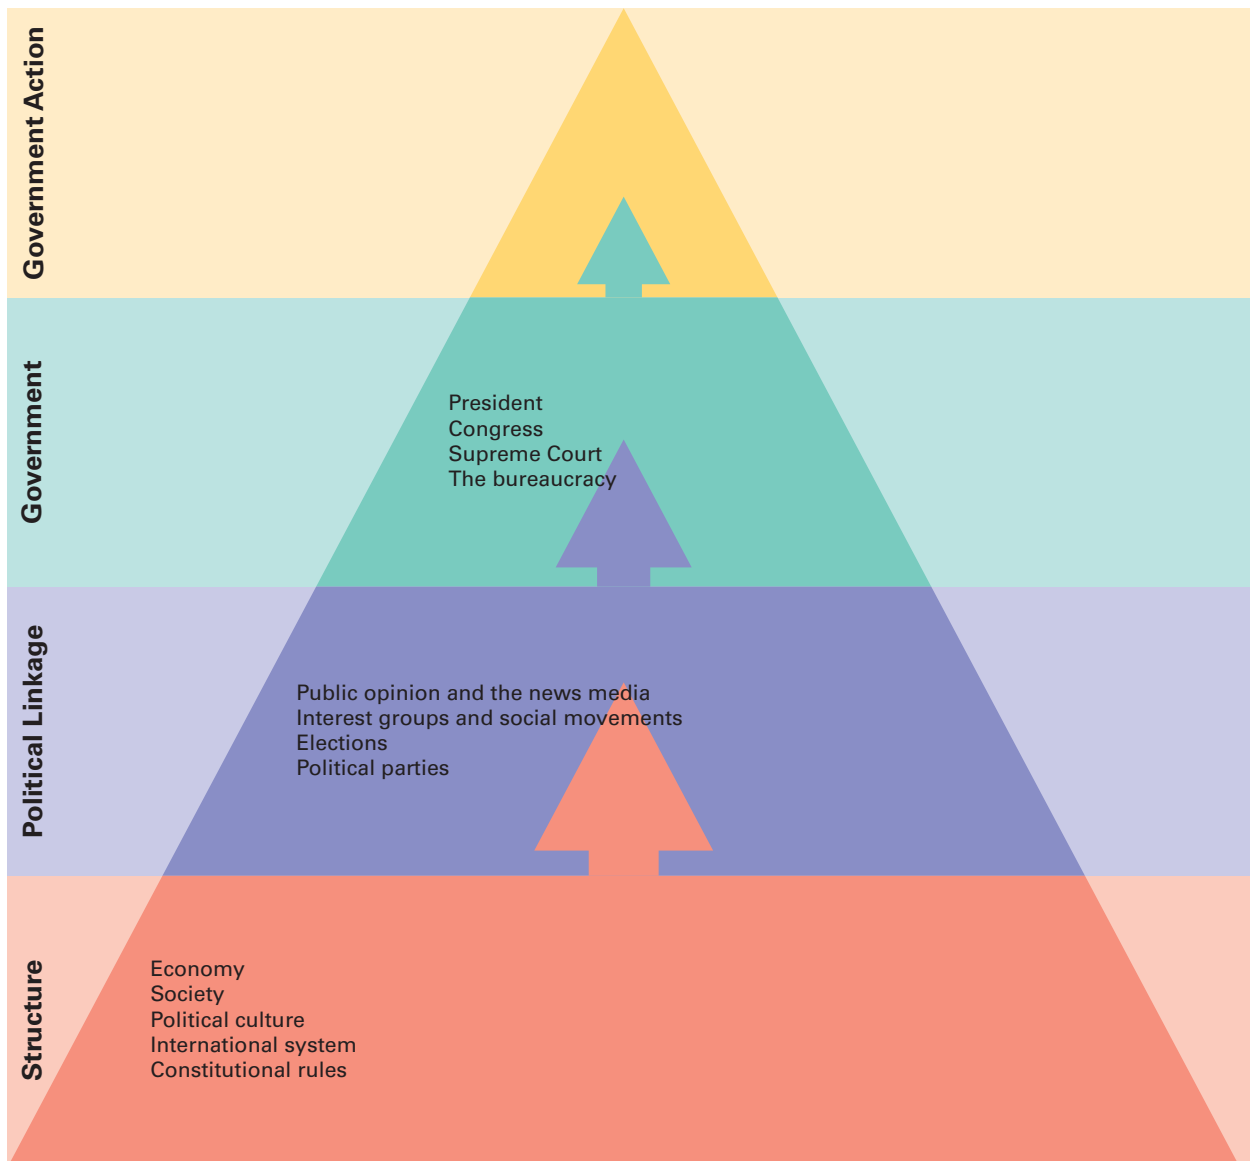 Government Action
Government
President
Congress
Supreme Court
The bureaucracy
Political Linkage
Public opinion and the news media
Interest groups and social movements
Elections
Political parties
Structure
Economy
Society
Political culture
International system
Constitutional rules